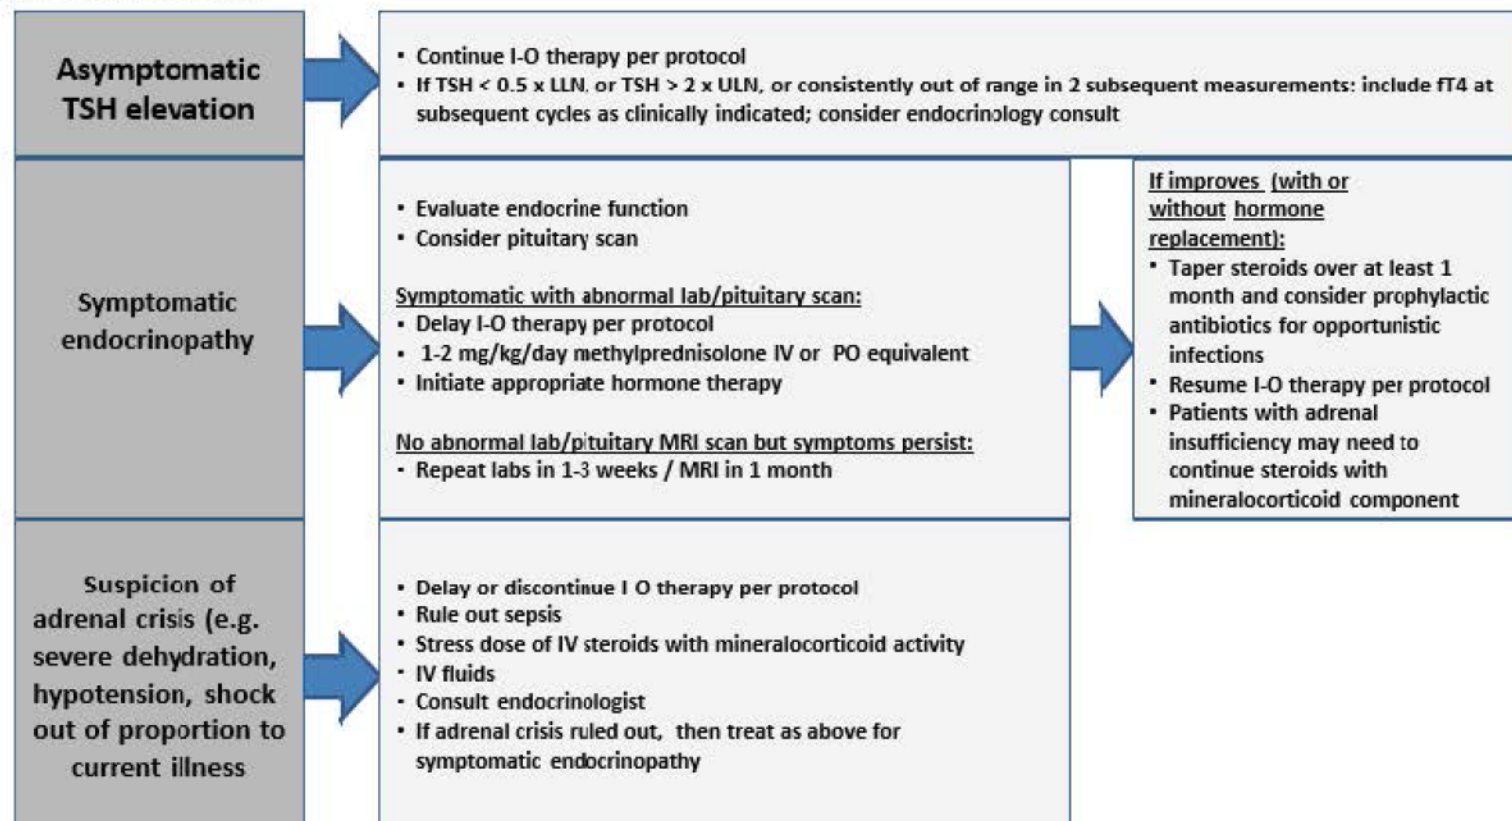 Asymptomatic
TSH elevation
• Continue I-O therapy per protocol
• If TSH < 0.5 x LLN, or TSH > 2 x ULN, or consistently out of range in 2 subsequent measurements: include fT4 at
subsequent cycles as clinically indicated; consider endocrinology consult
Symptomatic
endocrinopathy
• Evaluate endocrine function
• Consider pituitary scan
Symptomatic with abnormal lab/pituitary scan:
• Delay I-O therapy per protocol
• 1-2 mg/kg/day methylprednisolone IV or PO equivalent
• Initiate appropriate hormone therapy
No abnormal lab/pituitary MRI scan but symptoms persist:
• Repeat labs in 1-3 weeks / MRI in 1 month
If improves (with or
without hormone
replacement):
• Taper steroids over at least 1
month and consider prophylactic
antibiotics for opportunistic
infections
• Resume I-O therapy per protocol
• Patients with adrenal
insufficiency may need to
continue steroids with
mineralocorticoid component
Suspicion of
adrenal crisis (e.g.
severe dehydration,
hypotension, shock
out of proportion to
current illness
• Delay or discontinue I O therapy per protocol
• Rule out sepsis
• Stress dose of IV steroids with mineralocorticoid activity
• IV fluids
• Consult endocrinologist
• If adrenal crisis ruled out, then treat as above for
symptomatic endocrinopathy